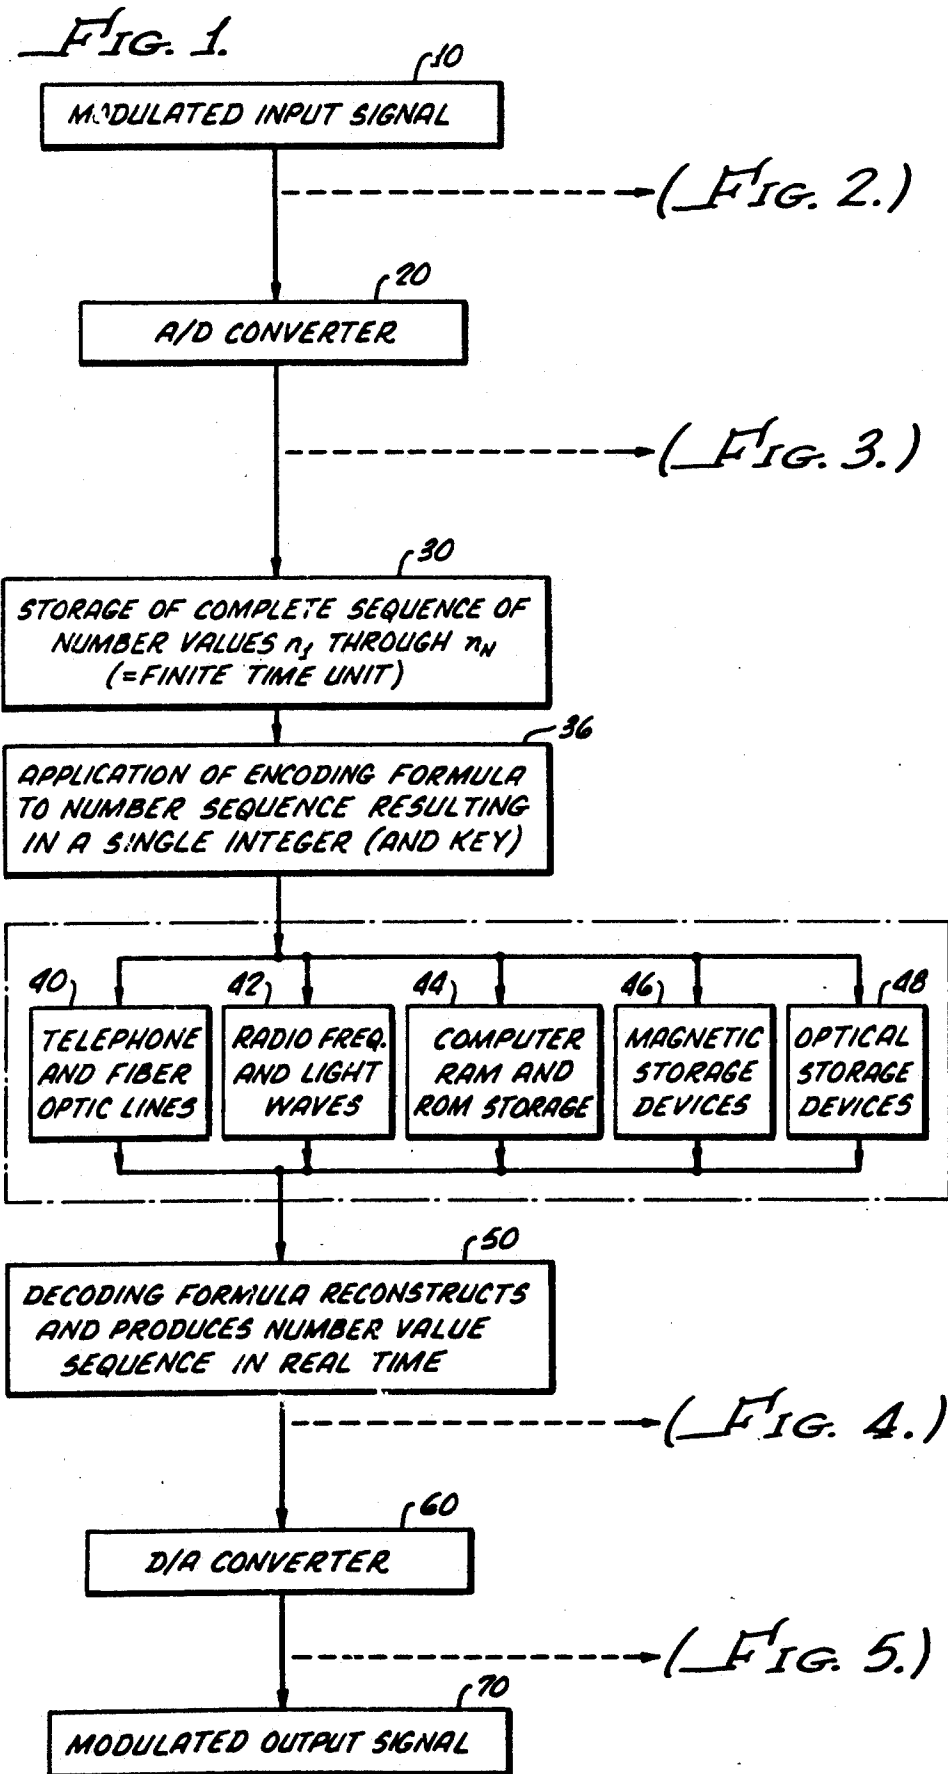 FIG. 1.
10
MODULATED INPUT SIGNAL
(FIG. 2.)
20
A/D CONVERTER
(FIG. 3.)
30
STORAGE OF COMPLETE SEQUENCE OF
NUMBER VALUES n1 THROUGH nN
(=FINITE TIME UNIT)
36
APPLICATION OF ENCODING FORMULA
TO NUMBER SEQUENCE RESULTING
IN A SINGLE INTEGER (AND KEY)
40
TELEPHONE
AND FIBER
OPTIC LINES
42
RADIO FREQ.
AND LIGHT
WAVES
44
COMPUTER
RAM AND
ROM STORAGE
46
MAGNETIC
STORAGE
DEVICES
48
OPTICAL
STORAGE
DEVICES
50
DECODING FORMULA RECONSTRUCTS
AND PRODUCES NUMBER VALUE
SEQUENCE IN REAL TIME
(FIG. 4.)
60
D/A CONVERTER
(FIG. 5.)
70
MODULATED OUTPUT SIGNAL